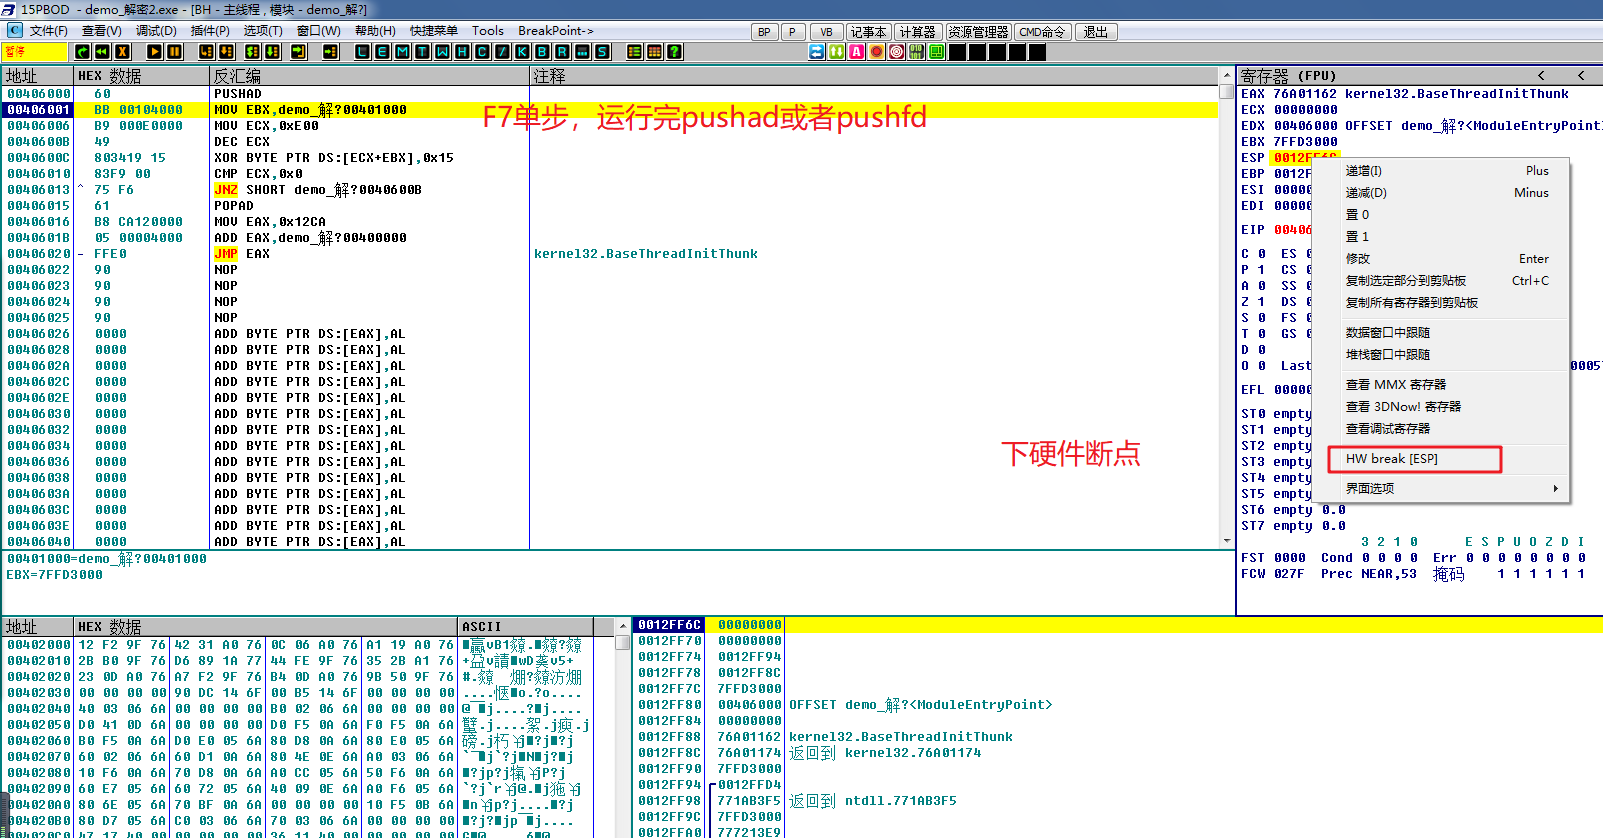 15PBOD - demo_解密2.exe - [BH - 主线程 , 模块 - demo_解?]
文件(F) 查看(V) 调试(D) 插件(P) 选项(T) 窗口(W) 帮助(H) 快捷菜单 Tools BreakPoint->
BP P VB 记事本 计算器 资源管理器 CMD命令 退出
暂停 L E M T W H C / K B R ... S ?
地址 HEX 数据 反汇编 注释
00406000 60 PUSHAD
00406001 BB 00104000 MOV EBX,demo_解?00401000
00406006 B9 000E0000 MOV ECX,0xE00
0040600B 49 DEC ECX
0040600C 803419 15 XOR BYTE PTR DS:[ECX+EBX],0x15
00406010 83F9 00 CMP ECX,0x0
00406013 ^ 75 F6 JNZ SHORT demo_解?0040600B
00406015 61 POPAD
00406016 B8 CA120000 MOV EAX,0x12CA
0040601B 05 00004000 ADD EAX,demo_解?00400000
00406020 - FFE0 JMP EAX kernel32.BaseThreadInitThunk
00406022 90 NOP
00406023 90 NOP
00406024 90 NOP
00406025 90 NOP
00406026 0000 ADD BYTE PTR DS:[EAX],AL
00406028 0000 ADD BYTE PTR DS:[EAX],AL
0040602A 0000 ADD BYTE PTR DS:[EAX],AL
0040602C 0000 ADD BYTE PTR DS:[EAX],AL
0040602E 0000 ADD BYTE PTR DS:[EAX],AL
00406030 0000 ADD BYTE PTR DS:[EAX],AL
00406032 0000 ADD BYTE PTR DS:[EAX],AL
00406034 0000 ADD BYTE PTR DS:[EAX],AL
00406036 0000 ADD BYTE PTR DS:[EAX],AL
00406038 0000 ADD BYTE PTR DS:[EAX],AL
0040603A 0000 ADD BYTE PTR DS:[EAX],AL
0040603C 0000 ADD BYTE PTR DS:[EAX],AL
0040603E 0000 ADD BYTE PTR DS:[EAX],AL
00406040 0000 ADD BYTE PTR DS:[EAX],AL
F7单步，运行完pushad或者pushfd
下硬件断点
00401000=demo_解?00401000
EBX=7FFD3000
寄存器 (FPU) < <
EAX 76A01162 kernel32.BaseThreadInitThunk
ECX 00000000
EDX 00406000 OFFSET demo_解?<ModuleEntryPoint
EBX 7FFD3000
ESP 0012FF6C
EBP 0012F
ESI 00000
EDI 00000
EIP 00406
C 0 ES
P 1 CS
A 0 SS
Z 1 DS
S 0 FS
T 0 GS
D 0
O 0 Last 0005
EFL 00000
ST0 empty
ST1 empty
ST2 empty
ST3 empty
ST4 empty
ST5 empty
ST6 empty 0.0
ST7 empty 0.0
3 2 1 0 E S P U O Z D I
FST 0000 Cond 0 0 0 0 Err 0 0 0 0 0 0 0 0
FCW 027F Prec NEAR,53 掩码 1 1 1 1 1 1
递增(I) Plus
递减(D) Minus
置 0
置 1
修改 Enter
复制选定部分到剪贴板 Ctrl+C
复制所有寄存器到剪贴板
数据窗口中跟随
堆栈窗口中跟随
查看 MMX 寄存器
查看 3DNow! 寄存器
查看调试寄存器
HW break [ESP]
界面选项
地址 HEX 数据 ASCII
00402000 12 F2 9F 76 42 31 A0 76 0C 06 A0 76 A1 19 A0 76
00402010 2B B0 9F 76 D6 89 1A 77 44 FE 9F 76 35 2B A1 76
00402020 23 0D A0 76 A7 F2 9F 76 B4 0D A0 76 9B 50 9F 76
00402030 00 00 00 00 90 DC 14 6F 00 B5 14 6F 00 00 00 00
00402040 40 03 06 6A 00 00 00 00 B0 02 06 6A 00 00 00 00
00402050 D0 41 0D 6A 00 00 00 00 D0 F5 0A 6A F0 F5 0A 6A
00402060 B0 F5 0A 6A D0 E0 05 6A 80 D8 0A 6A 80 E0 05 6A
00402070 60 02 06 6A 60 D1 0A 6A 80 4E 0E 6A A0 03 06 6A
00402080 10 F6 0A 6A 70 D8 0A 6A A0 CC 05 6A 50 F6 0A 6A
00402090 60 E7 05 6A 60 72 05 6A 40 09 0E 6A A0 F6 05 6A
004020A0 80 6E 05 6A 70 BF 0A 6A 00 00 00 00 10 F5 0B 6A
004020B0 80 D7 05 6A C0 03 06 6A 70 03 06 6A 00 00 00 00
0012FF6C 00000000
0012FF70 00000000
0012FF74 0012FF94
0012FF78 0012FF8C
0012FF7C 7FFD3000
0012FF80 00406000 OFFSET demo_解?<ModuleEntryPoint>
0012FF84 00000000
0012FF88 76A01162 kernel32.BaseThreadInitThunk
0012FF8C 76A01174 返回到 kernel32.76A01174
0012FF90 7FFD3000
0012FF94 0012FFD4
0012FF98 771AB3F5 返回到 ntdll.771AB3F5
0012FF9C 7FFD3000
0012FFA0 777213E9